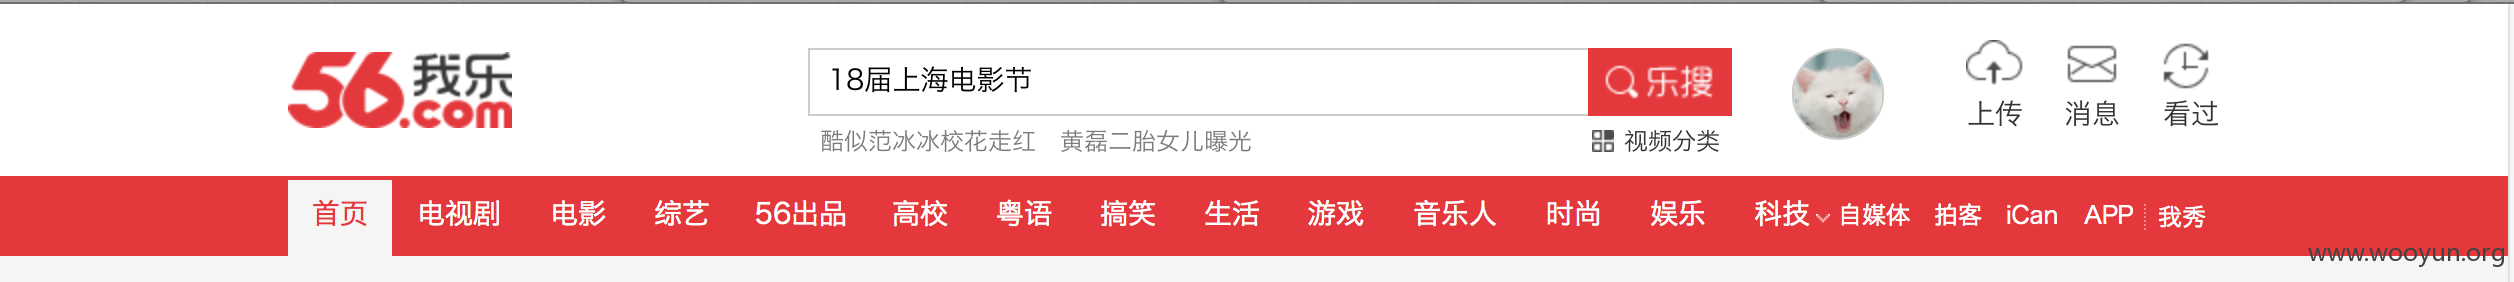 56我乐.com
18届上海电影节
乐搜
上传 消息 看过
酷似范冰冰校花走红 黄磊二胎女儿曝光 视频分类
首页 电视剧 电影 综艺 56出品 高校 粤语 搞笑 生活 游戏 音乐人 时尚 娱乐 科技 自媒体 拍客 iCan APP 我秀
www.wooyun.org